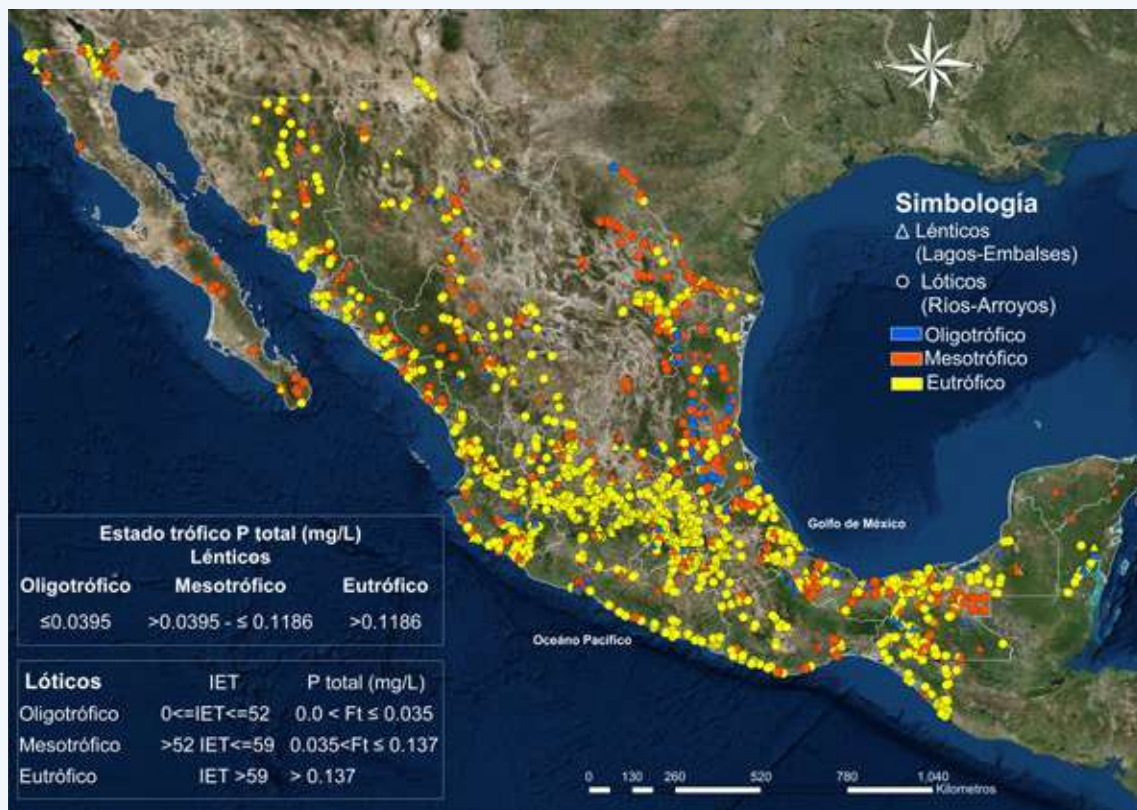 Simbología
Lénticos
(Lagos-Embalses)
Lóticos
(Ríos-Arroyos)
Oligotrófico
Mesotrófico
Eutrófico
Golfo de México
Oceáno Pacífico
Estado trófico P total (mg/L)
Lénticos
Oligotrófico Mesotrófico Eutrófico
≤0.0395 >0.0395 - ≤ 0.1186 >0.1186
Lóticos IET P total (mg/L)
Oligotrófico 0<=IET<=52 0.0 < Ft ≤ 0.035
Mesotrófico >52 IET<=59 0.035<Ft ≤ 0.137
Eutrófico IET >59 > 0.137
0 130 260 520 780 1,040
Kilometros